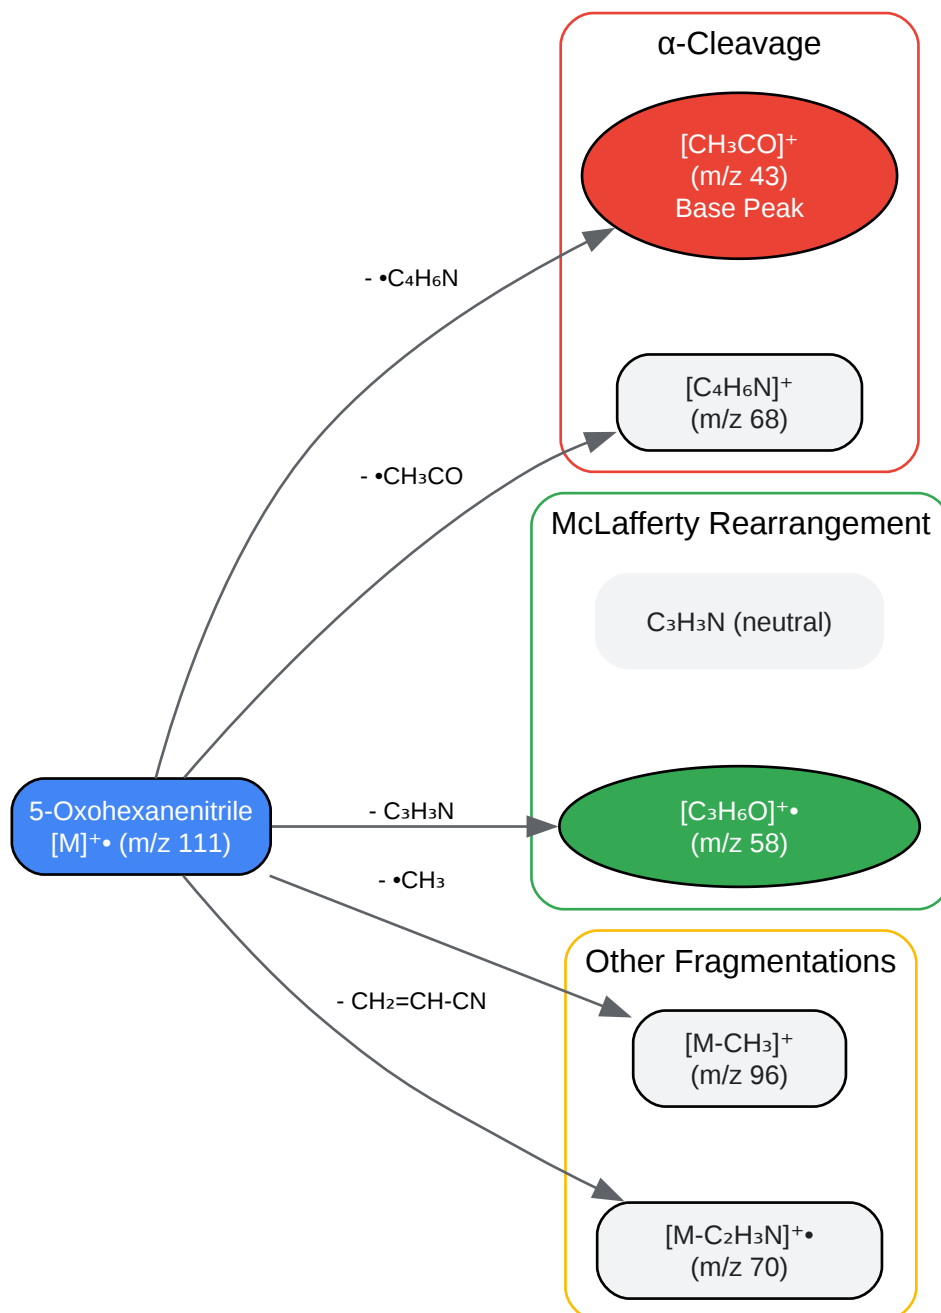 α-Cleavage
[CH₃CO]⁺
(m/z 43)
Base Peak
- •C₄H₆N
[C₄H₆N]⁺
(m/z 68)
- •CH₃CO
McLafferty Rearrangement
C₃H₃N (neutral)
5-Oxohexanenitrile
[M]⁺• (m/z 111)
- C₃H₃N
[C₃H₆O]⁺•
(m/z 58)
- •CH₃
Other Fragmentations
- CH₂=CH-CN
[M-CH₃]⁺
(m/z 96)
[M-C₂H₃N]⁺•
(m/z 70)